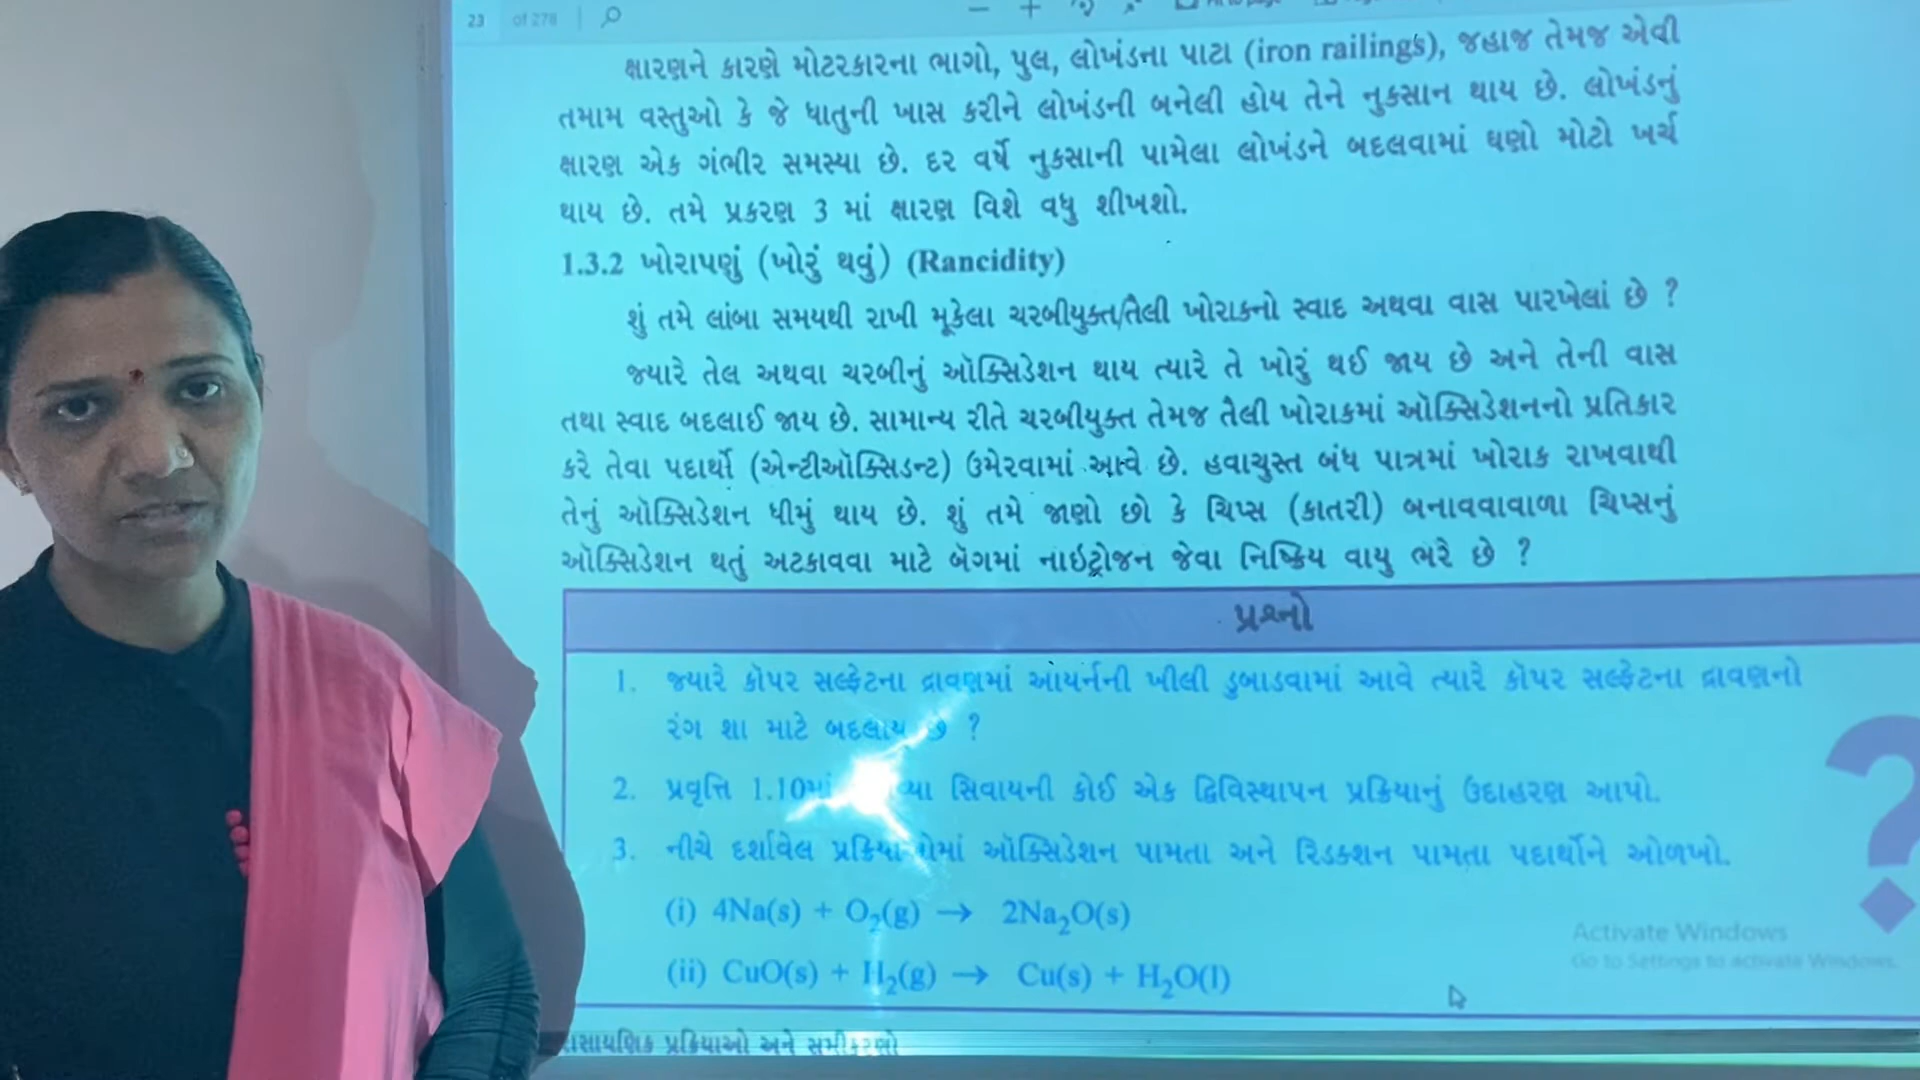 23 of 278
ક્ષારણને કારણે મોટરકારના ભાગો, પુલ, લોખંડના પાટા (iron railings), જહાજ તેમજ એવી
તમામ વસ્તુઓ કે જે ધાતુની ખાસ કરીને લોખંડની બનેલી હોય તેને નુકસાન થાય છે. લોખંડનું
ક્ષારણ એક ગંભીર સમસ્યા છે. દર વર્ષે નુકસાની પામેલા લોખંડને બદલવામાં ઘણો મોટો ખર્ચ
થાય છે. તમે પ્રકરણ 3 માં ક્ષારણ વિશે વધુ શીખશો.
1.3.2 ખોરાપણું (ખોરું થવું) (Rancidity)
શું તમે લાંબા સમયથી રાખી મૂકેલા ચરબીયુક્ત/તૈલી ખોરાકનો સ્વાદ અથવા વાસ પારખેલાં છે ?
જ્યારે તેલ અથવા ચરબીનું ઑક્સિડેશન થાય ત્યારે તે ખોરું થઈ જાય છે અને તેની વાસ
તથા સ્વાદ બદલાઈ જાય છે. સામાન્ય રીતે ચરબીયુક્ત તેમજ તૈલી ખોરાકમાં ઑક્સિડેશનનો પ્રતિકાર
કરે તેવા પદાર્થો (એન્ટીઑક્સિડન્ટ) ઉમેરવામાં આવે છે. હવાચુસ્ત બંધ પાત્રમાં ખોરાક રાખવાથી
તેનું ઑક્સિડેશન ધીમું થાય છે. શું તમે જાણો છો કે ચિપ્સ (કાતરી) બનાવવાવાળા ચિપ્સનું
ઑક્સિડેશન થતું અટકાવવા માટે બૅગમાં નાઇટ્રોજન જેવા નિષ્ક્રિય વાયુ ભરે છે ?
પ્રશ્નો
1. જ્યારે કૉપર સલ્ફેટના દ્રાવણમાં આયર્નની ખીલી ડુબાડવામાં આવે ત્યારે કૉપર સલ્ફેટના દ્રાવણનો
રંગ શા માટે બદલાય છે ?
2. પ્રવૃત્તિ 1.10માં સિવાયની કોઈ એક દ્વિવિસ્થાપન પ્રક્રિયાનું ઉદાહરણ આપો.
3. નીચે દર્શાવેલ પ્રક્રિયાઓમાં ઑક્સિડેશન પામતા અને રિડક્શન પામતા પદાર્થોને ઓળખો.
(i) 4Na(s) + O₂(g) → 2Na₂O(s)
(ii) CuO(s) + H₂(g) → Cu(s) + H₂O(l)
Activate Windows
Go to Settings to activate Windows.
રાસાયણિક પ્રક્રિયાઓ અને સમીકરણો